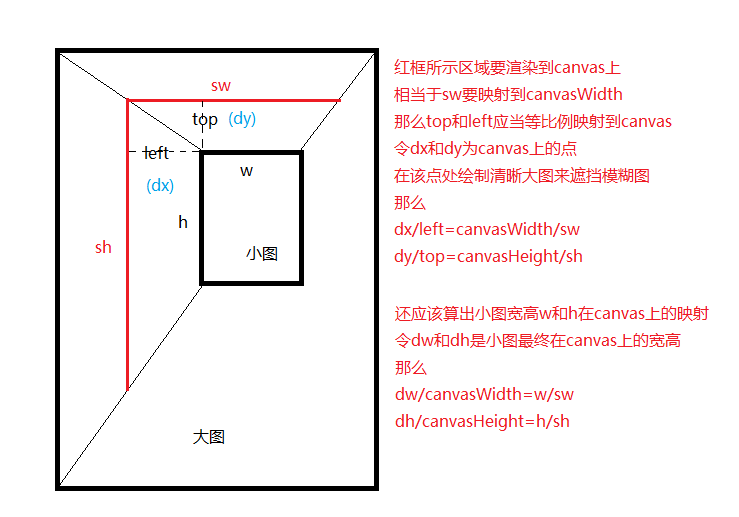 sw
top (dy)
left
(dx)
w
h
sh
小图
大图
红框所示区域要渲染到canvas上
相当于sw要映射到canvasWidth
那么top和left应当等比例映射到canvas
令dx和dy为canvas上的点
在该点处绘制清晰大图来遮挡模糊图
那么
dx/left=canvasWidth/sw
dy/top=canvasHeight/sh
还应该算出小图宽高w和h在canvas上的映射
令dw和dh是小图最终在canvas上的宽高
那么
dw/canvasWidth=w/sw
dh/canvasHeight=h/sh